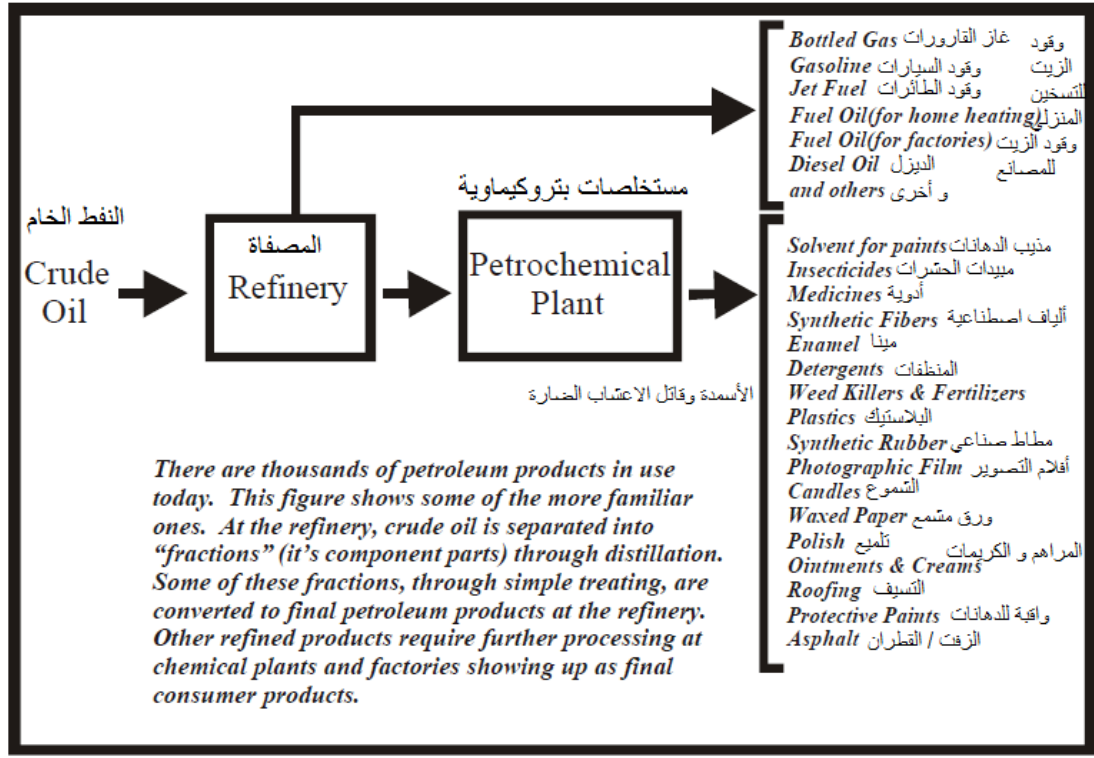 النفط الخام
Crude
Oil
المصفاة
Refinery
مستخلصات بتروكيماوية
Petrochemical
Plant
Bottled Gas غاز القارورات وقود
Gasoline وقود السيارات الزيت
Jet Fuel وقود الطائرات للتسخين
Fuel Oil(for home heating) المنزلي
Fuel Oil(for factories) وقود الزيت
Diesel Oil الديزل للمصانع
and others و أخرى
Solvent for paints مذيب الدهانات
Insecticides مبيدات الحشرات
Medicines أدوية
Synthetic Fibers ألياف اصطناعية
Enamel مينا
Detergents المنظفات
الأسمدة وقاتل الاعشاب الضارة Weed Killers & Fertilizers
Plastics البلاستيك
Synthetic Rubber مطاط صناعي
Photographic Film أفلام التصوير
Candles الشموع
Waxed Paper ورق مشمع
Polish تلميع
Ointments & Creams المراهم و الكريمات
Roofing التسيف
Protective Paints واقية للدهانات
Asphalt الزفت / القطران
There are thousands of petroleum products in use
today. This figure shows some of the more familiar
ones. At the refinery, crude oil is separated into
“fractions” (it’s component parts) through distillation.
Some of these fractions, through simple treating, are
converted to final petroleum products at the refinery.
Other refined products require further processing at
chemical plants and factories showing up as final
consumer products.